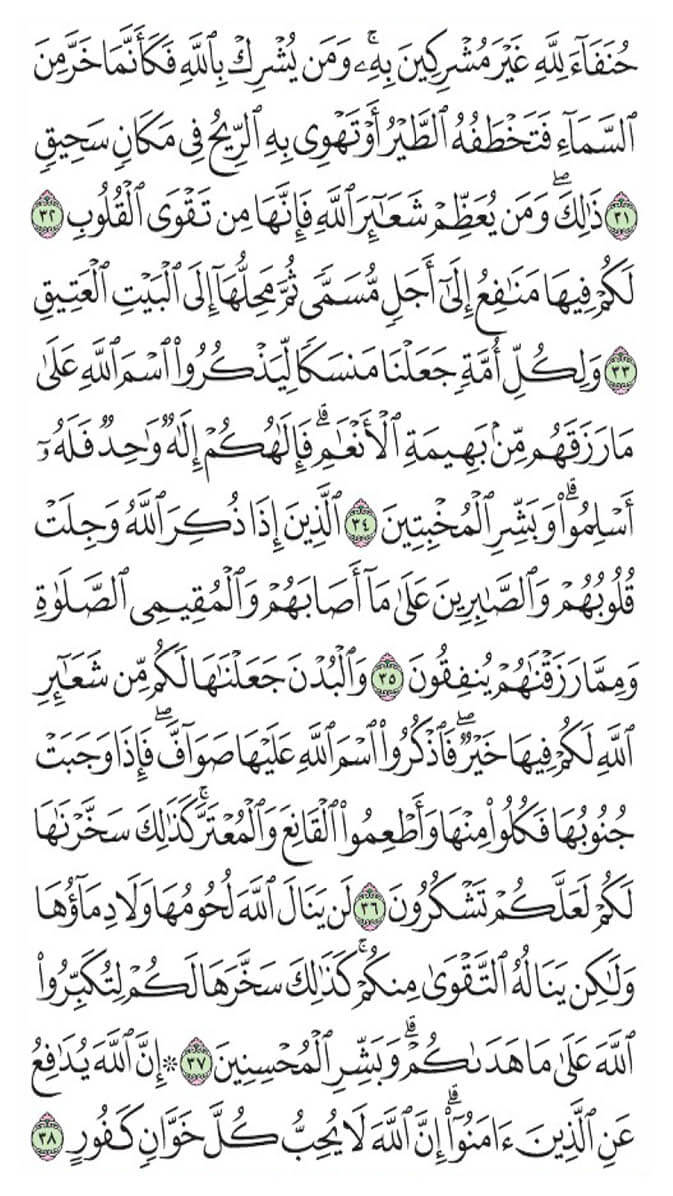 حُنَفَآءَ لِلَّهِ غَيۡرَ مُشۡرِكِينَ بِهِۦۚ وَمَن يُشۡرِكۡ بِٱللَّهِ فَكَأَنَّمَا خَرَّ مِنَ
ٱلسَّمَآءِ فَتَخۡطَفُهُ ٱلطَّيۡرُ أَوۡ تَهۡوِي بِهِ ٱلرِّيحُ فِي مَكَانٖ سَحِيقٖ
٣١ ذَٰلِكَۖ وَمَن يُعَظِّمۡ شَعَـٰٓئِرَ ٱللَّهِ فَإِنَّهَا مِن تَقۡوَى ٱلۡقُلُوبِ ٣٢
لَكُمۡ فِيهَا مَنَـٰفِعُ إِلَىٰٓ أَجَلٖ مُّسَمّٗى ثُمَّ مَحِلُّهَآ إِلَى ٱلۡبَيۡتِ ٱلۡعَتِيقِ
٣٣ وَلِكُلِّ أُمَّةٖ جَعَلۡنَا مَنسَكٗا لِّيَذۡكُرُواْ ٱسۡمَ ٱللَّهِ عَلَىٰ
مَا رَزَقَهُم مِّنۢ بَهِيمَةِ ٱلۡأَنۡعَـٰمِۗ فَإِلَـٰهُكُمۡ إِلَـٰهٞ وَٰحِدٞ فَلَهُۥٓ
أَسۡلِمُواْۗ وَبَشِّرِ ٱلۡمُخۡبِتِينَ ٣٤ ٱلَّذِينَ إِذَا ذُكِرَ ٱللَّهُ وَجِلَتۡ
قُلُوبُهُمۡ وَٱلصَّـٰبِرِينَ عَلَىٰ مَآ أَصَابَهُمۡ وَٱلۡمُقِيمِي ٱلصَّلَوٰةِ
وَمِمَّا رَزَقۡنَـٰهُمۡ يُنفِقُونَ ٣٥ وَٱلۡبُدۡنَ جَعَلۡنَـٰهَا لَكُم مِّن شَعَـٰٓئِرِ
ٱللَّهِ لَكُمۡ فِيهَا خَيۡرٞۖ فَٱذۡكُرُواْ ٱسۡمَ ٱللَّهِ عَلَيۡهَا صَوَآفَّۖ فَإِذَا وَجَبَتۡ
جُنُوبُهَا فَكُلُواْ مِنۡهَا وَأَطۡعِمُواْ ٱلۡقَانِعَ وَٱلۡمُعۡتَرَّۚ كَذَٰلِكَ سَخَّرۡنَـٰهَا
لَكُمۡ لَعَلَّكُمۡ تَشۡكُرُونَ ٣٦ لَن يَنَالَ ٱللَّهَ لُحُومُهَا وَلَا دِمَآؤُهَا
وَلَـٰكِن يَنَالُهُ ٱلتَّقۡوَىٰ مِنكُمۡۚ كَذَٰلِكَ سَخَّرَهَا لَكُمۡ لِتُكَبِّرُواْ
ٱللَّهَ عَلَىٰ مَا هَدَىٰكُمۡۗ وَبَشِّرِ ٱلۡمُحۡسِنِينَ ٣٧ * إِنَّ ٱللَّهَ يُدَٰفِعُ
عَنِ ٱلَّذِينَ ءَامَنُوٓاْۗ إِنَّ ٱللَّهَ لَا يُحِبُّ كُلَّ خَوَّانٖ كَفُورٍ ٣٨